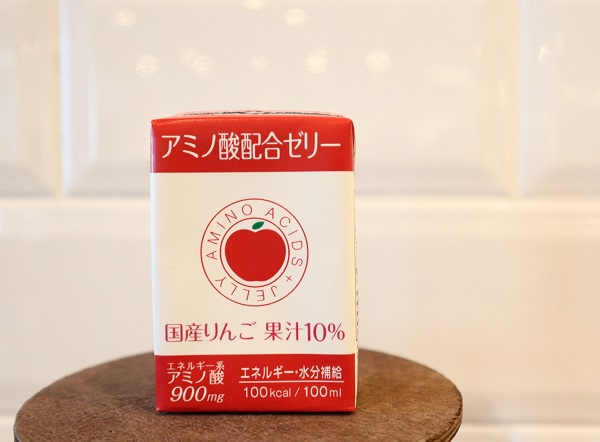 アミノ酸配合ゼリー
AMINO ACIDS + JELLY
国産りんご 果汁10%
エネルギー系
アミノ酸
900mg
エネルギー・水分補給
100kcal / 100ml